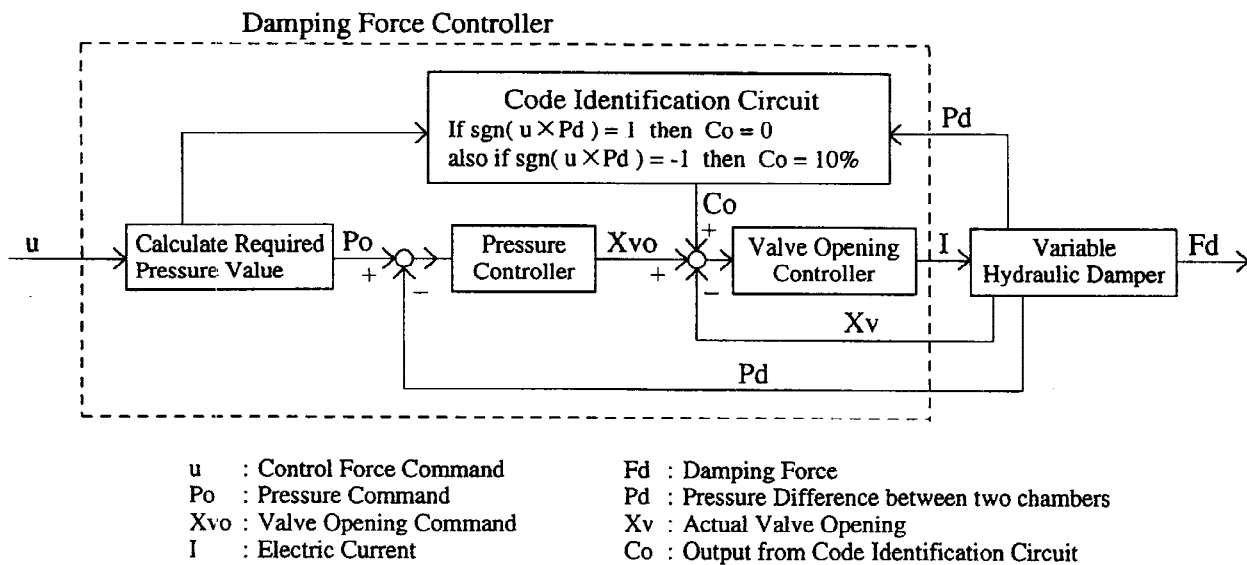 Damping Force Controller
Code Identification Circuit
If sgn( u × Pd ) = 1 then Co = 0
also if sgn( u × Pd ) = -1 then Co = 10%
Pd
Co
+
u
Calculate Required
Pressure Value
Po
+
−
Pressure
Controller
Xvo
+
−
Valve Opening
Controller
I
Variable
Hydraulic Damper
Fd
Xv
Pd
u : Control Force Command
Po : Pressure Command
Xvo : Valve Opening Command
I : Electric Current
Fd : Damping Force
Pd : Pressure Difference between two chambers
Xv : Actual Valve Opening
Co : Output from Code Identification Circuit